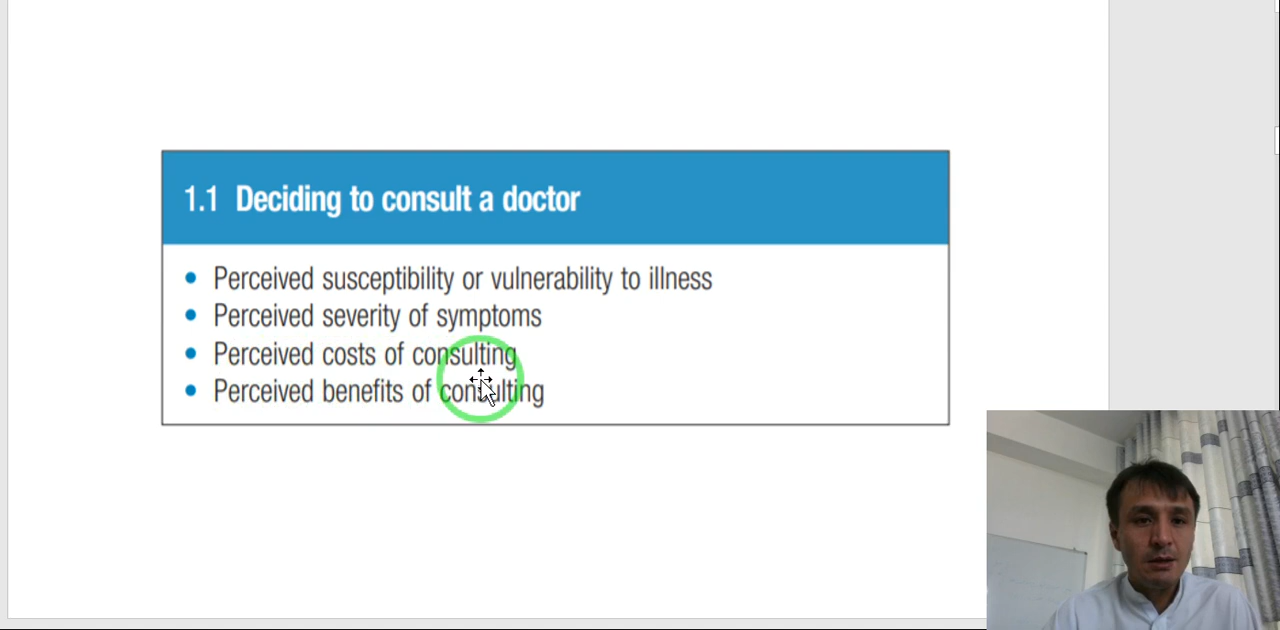 1.1 Deciding to consult a doctor
• Perceived susceptibility or vulnerability to illness
• Perceived severity of symptoms
• Perceived costs of consulting
• Perceived benefits of consulting